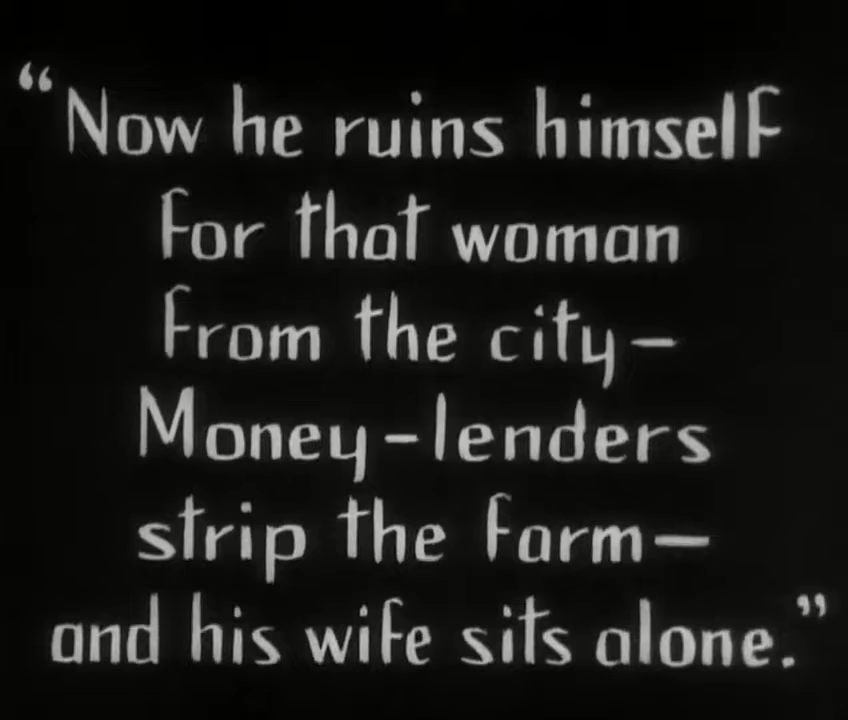 “Now he ruins himself
for that woman
from the city—
Money-lenders
strip the farm—
and his wife sits alone.”